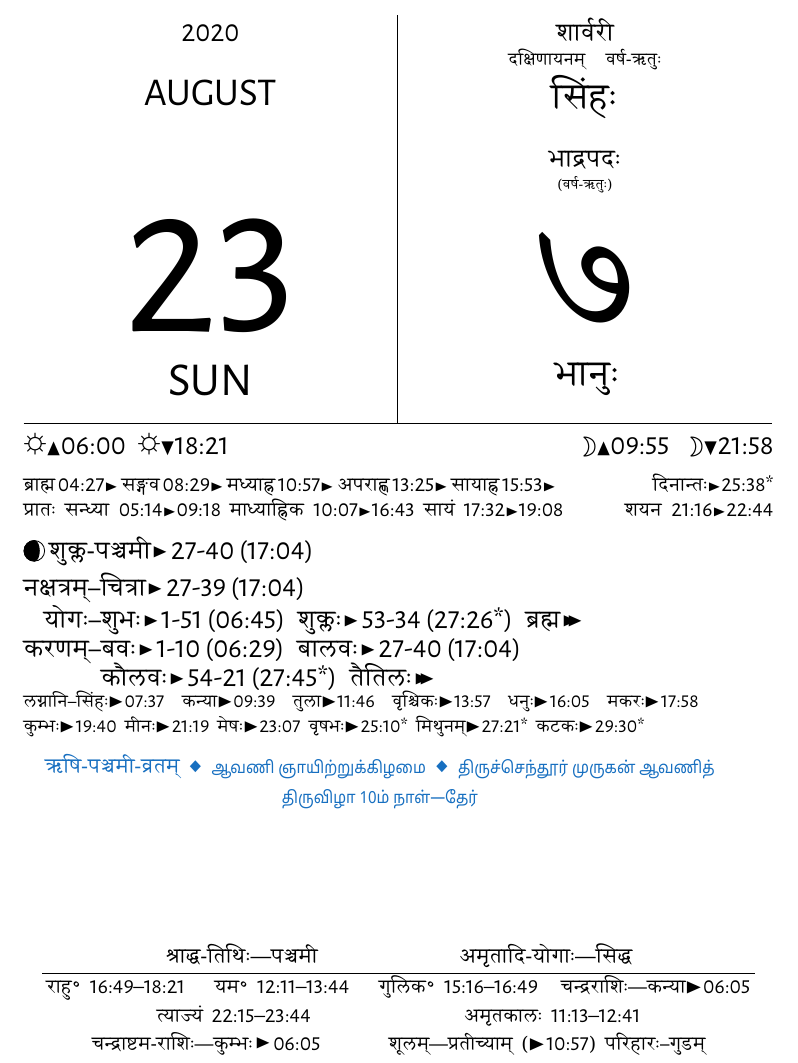 2020
AUGUST
23
SUN
शार्वरी
दक्षिणायनम् वर्ष-ऋतुः
सिंहः
भाद्रपदः
(वर्ष-ऋतुः)
७
भानुः
☼▲06:00 ☼▼18:21
☽▲09:55 ☽▼21:58
ब्राह्म 04:27► सङ्गव 08:29► मध्याह्न 10:57► अपराह्ण 13:25► सायाह्न 15:53► दिनान्तः►25:38*
प्रातः सन्ध्या 05:14►09:18 माध्याह्निक 10:07►16:43 सायं 17:32►19:08 शयन 21:16►22:44
शुक्ल-पञ्चमी►27-40 (17:04)
नक्षत्रम्–चित्रा►27-39 (17:04)
योगः–शुभः►1-51 (06:45) शुक्लः►53-34 (27:26*) ब्रह्म►►
करणम्–बवः►1-10 (06:29) बालवः►27-40 (17:04)
कौलवः►54-21 (27:45*) तैतिलः►►
लग्नानि–सिंहः►07:37 कन्या►09:39 तुला►11:46 वृश्चिकः►13:57 धनुः►16:05 मकरः►17:58
कुम्भः►19:40 मीनः►21:19 मेषः►23:07 वृषभः►25:10* मिथुनम्►27:21* कटकः►29:30*
ऋषि-पञ्चमी-व्रतम् ◆ ஆவணி ஞாயிற்றுக்கிழமை ◆ திருச்செந்தூர் முருகன் ஆவணித்
திருவிழா 10ம் நாள்—தேர்
श्राद्ध-तिथिः—पञ्चमी अमृतादि-योगाः—सिद्ध
राहु° 16:49–18:21 यम° 12:11–13:44 गुलिक° 15:16–16:49 चन्द्रराशिः—कन्या►06:05
त्याज्यं 22:15–23:44 अमृतकालः 11:13–12:41
चन्द्राष्टम-राशिः—कुम्भः►06:05 शूलम्—प्रतीच्याम् (►10:57) परिहारः–गुडम्